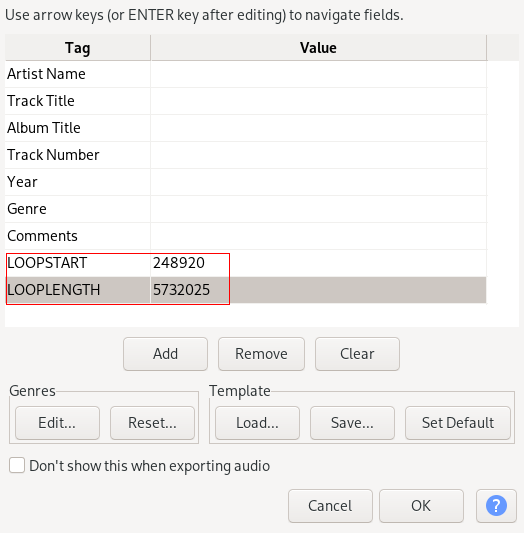 Use arrow keys (or ENTER key after editing) to navigate fields.
Tag Value
Artist Name
Track Title
Album Title
Track Number
Year
Genre
Comments
LOOPSTART 248920
LOOPLENGTH 5732025
Add Remove Clear
Genres Template
Edit... Reset... Load... Save... Set Default
Don't show this when exporting audio
Cancel OK ?